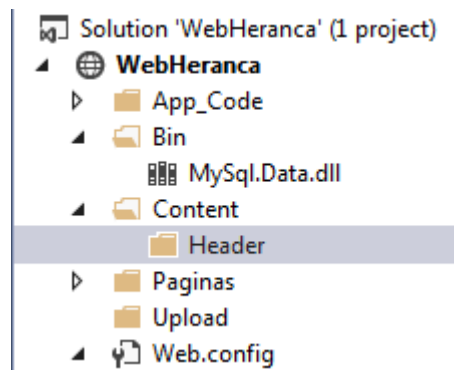 Solution 'WebHeranca' (1 project)
WebHeranca
App_Code
Bin
MySql.Data.dll
Content
Header
Paginas
Upload
Web.config